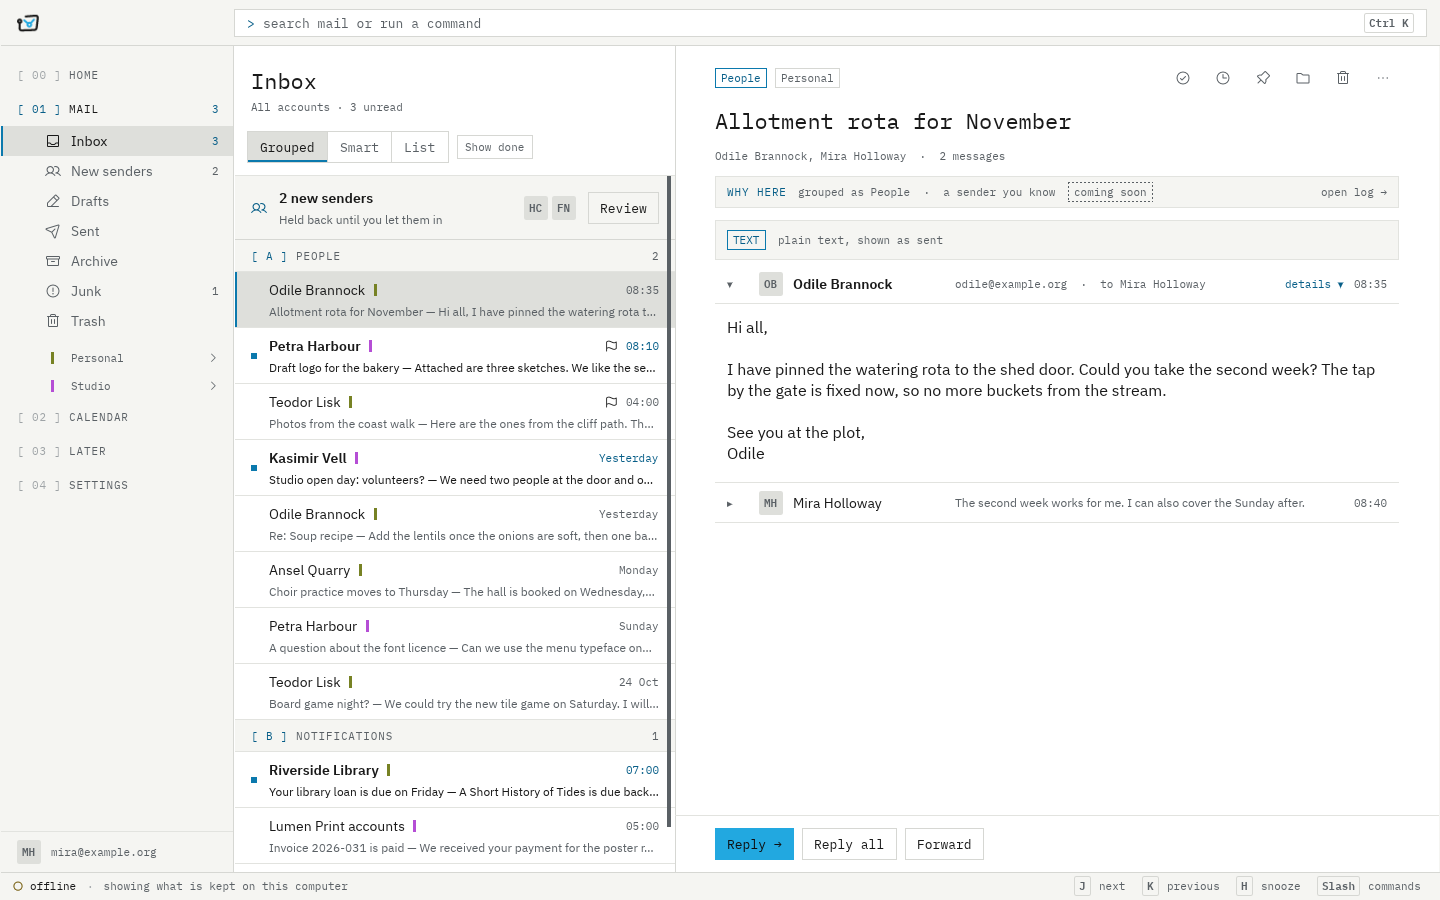 > search mail or run a command
Ctrl K
[ 00 ] HOME
[ 01 ] MAIL 3
Inbox 3
New senders 2
Drafts
Sent
Archive
Junk 1
Trash
Personal
Studio
[ 02 ] CALENDAR
[ 03 ] LATER
[ 04 ] SETTINGS
MH mira@example.org
Inbox
All accounts · 3 unread
Grouped Smart List Show done
2 new senders
Held back until you let them in
HC FN Review
[ A ] PEOPLE 2
Odile Brannock 08:35
Allotment rota for November — Hi all, I have pinned the watering rota t...
Petra Harbour 08:10
Draft logo for the bakery — Attached are three sketches. We like the se...
Teodor Lisk 04:00
Photos from the coast walk — Here are the ones from the cliff path. Th...
Kasimir Vell Yesterday
Studio open day: volunteers? — We need two people at the door and o...
Odile Brannock Yesterday
Re: Soup recipe — Add the lentils once the onions are soft, then one ba...
Ansel Quarry Monday
Choir practice moves to Thursday — The hall is booked on Wednesday,...
Petra Harbour Sunday
A question about the font licence — Can we use the menu typeface on...
Teodor Lisk 24 Oct
Board game night? — We could try the new tile game on Saturday. I will...
[ B ] NOTIFICATIONS 1
Riverside Library 07:00
Your library loan is due on Friday — A Short History of Tides is due back...
Lumen Print accounts 05:00
Invoice 2026-031 is paid — We received your payment for the poster r...
People Personal
Allotment rota for November
Odile Brannock, Mira Holloway · 2 messages
WHY HERE grouped as People · a sender you know coming soon open log →
TEXT plain text, shown as sent
▾ OB Odile Brannock odile@example.org · to Mira Holloway details ▾ 08:35
Hi all,
I have pinned the watering rota to the shed door. Could you take the second week? The tap
by the gate is fixed now, so no more buckets from the stream.
See you at the plot,
Odile
▸ MH Mira Holloway The second week works for me. I can also cover the Sunday after. 08:40
Reply → Reply all Forward
offline · showing what is kept on this computer
J next K previous H snooze Slash commands